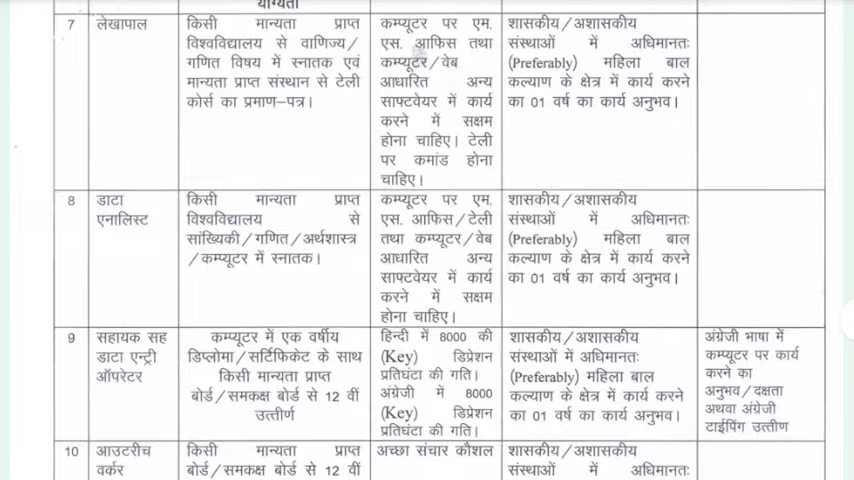 योग्यता
7
लेखापाल
किसी मान्यता प्राप्त
विश्वविद्यालय से वाणिज्य/
गणित विषय में स्नातक एवं
मान्यता प्राप्त संस्थान से टेली
कोर्स का प्रमाण–पत्र।
कम्प्यूटर पर एम.
एस. आफिस तथा
कम्प्यूटर/वेब
आधारित अन्य
साफ्टवेयर में कार्य
करने में सक्षम
होना चाहिए। टेली
पर कमांड होना
चाहिए।
शासकीय/अशासकीय
संस्थाओं में अधिमानतः
(Preferably) महिला बाल
कल्याण के क्षेत्र में कार्य करने
का 01 वर्ष का कार्य अनुभव।
8
डाटा
एनालिस्ट
किसी मान्यता प्राप्त
विश्वविद्यालय से
सांख्यिकी/गणित/अर्थशास्त्र
/कम्प्यूटर में स्नातक।
कम्प्यूटर पर एम.
एस. आफिस/टेली
तथा कम्प्यूटर/वेब
आधारित अन्य
साफ्टवेयर में कार्य
करने में सक्षम
होना चाहिए।
शासकीय/अशासकीय
संस्थाओं में अधिमानतः
(Preferably) महिला बाल
कल्याण के क्षेत्र में कार्य करने
का 01 वर्ष का कार्य अनुभव।
9
सहायक सह
डाटा एन्ट्री
ऑपरेटर
कम्प्यूटर में एक वर्षीय
डिप्लोमा/सर्टिफिकेट के साथ
किसी मान्यता प्राप्त
बोर्ड/समकक्ष बोर्ड से 12 वीं
उत्तीर्ण
हिन्दी में 8000 की
(Key) डिप्रेशन
प्रतिघंटा की गति।
अंग्रेजी में 8000
(Key) डिप्रेशन
प्रतिघंटा की गति।
शासकीय/अशासकीय
संस्थाओं में अधिमानतः
(Preferably) महिला बाल
कल्याण के क्षेत्र में कार्य करने
का 01 वर्ष का कार्य अनुभव।
अंग्रेजी भाषा में
कम्प्यूटर पर कार्य
करने का
अनुभव/दक्षता
अथवा अंग्रेजी
टाईपिंग उत्तीण
10
आउटरीच
वर्कर
किसी मान्यता प्राप्त
बोर्ड/समकक्ष बोर्ड से 12 वीं
अच्छा संचार कौशल
शासकीय/अशासकीय
संस्थाओं में अधिमानतः